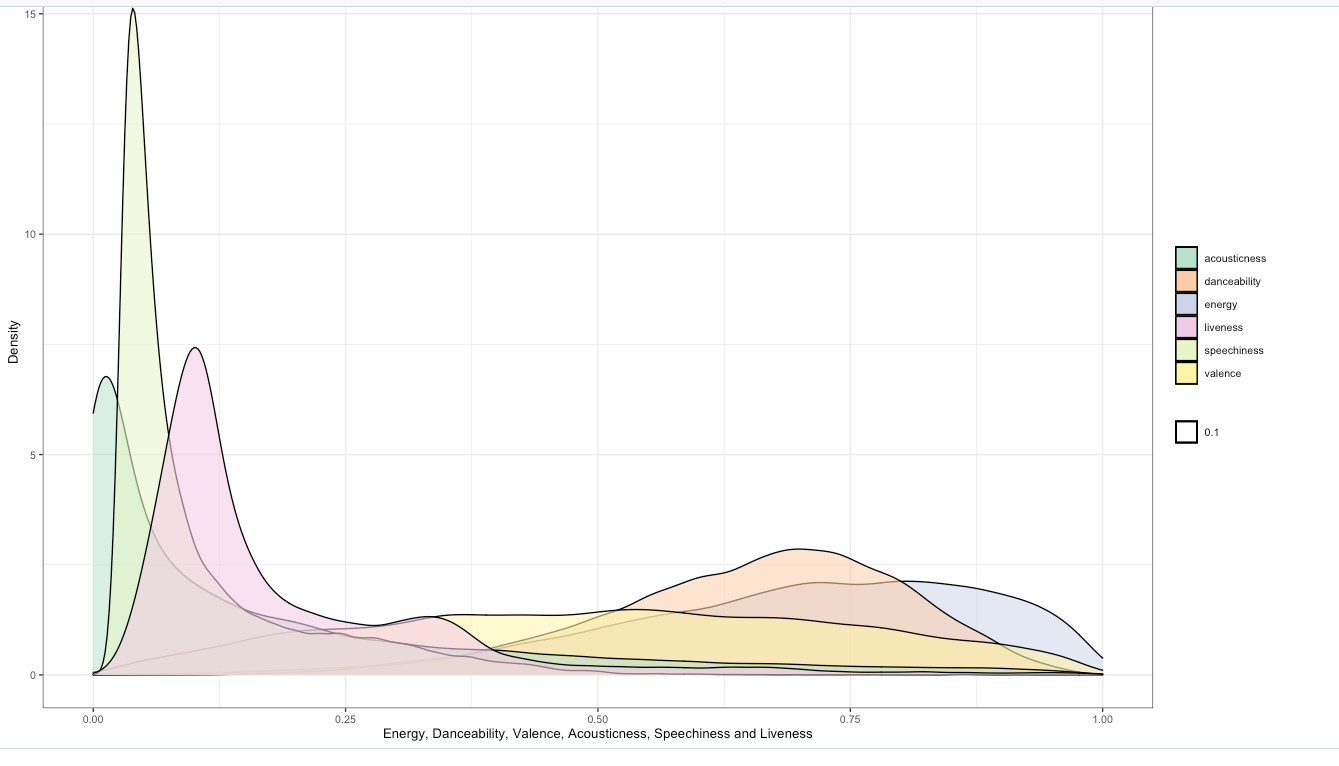 15
10
5
0
Density
0.00
0.25
0.50
0.75
1.00
Energy, Danceability, Valence, Acousticness, Speechiness and Liveness
acousticness
danceability
energy
liveness
speechiness
valence
0.1